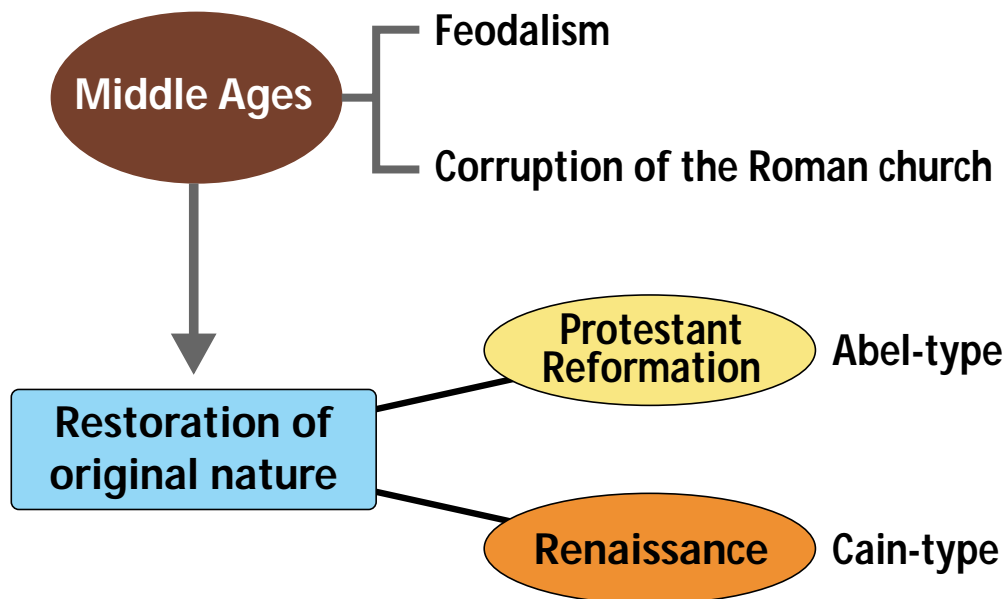 Feodalism
Middle Ages
Corruption of the Roman church
Protestant
Reformation
Abel-type
Restoration of
original nature
Renaissance
Cain-type